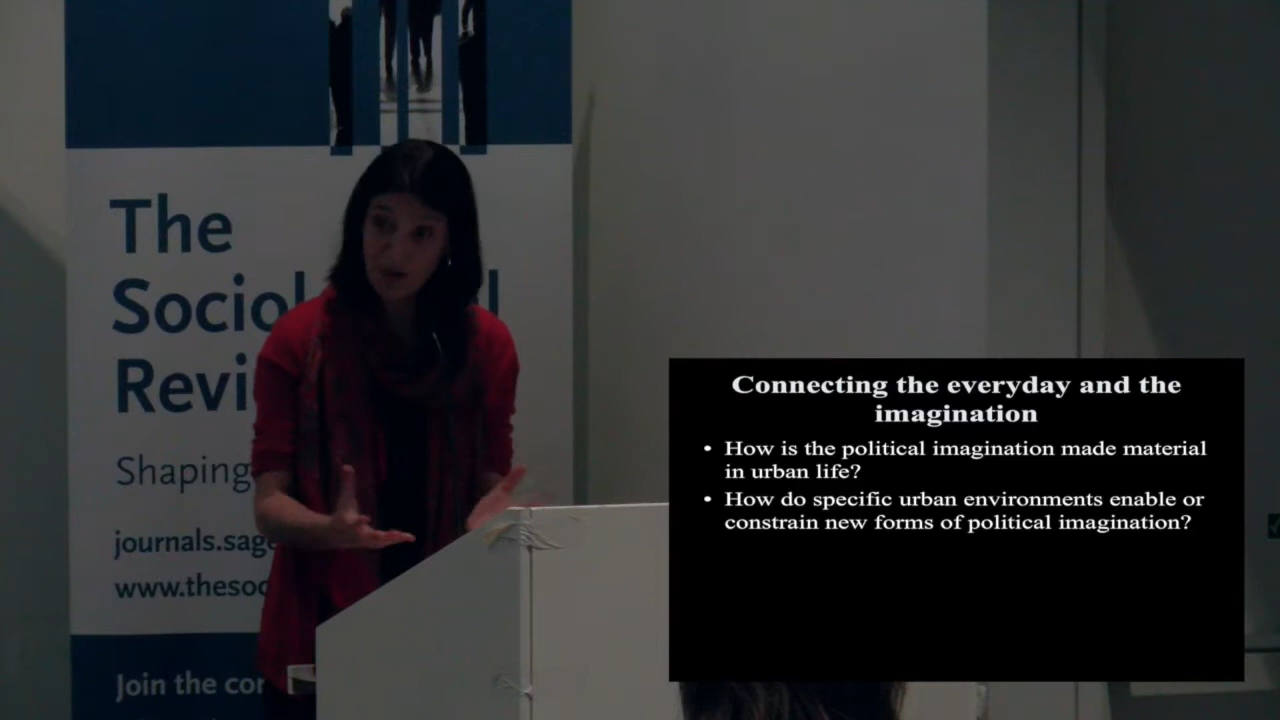 The
Sociol l
Revi
Shaping
journals.sage
www.thesoc
Join the con
Connecting the everyday and the
imagination
• How is the political imagination made material
in urban life?
• How do specific urban environments enable or
constrain new forms of political imagination?